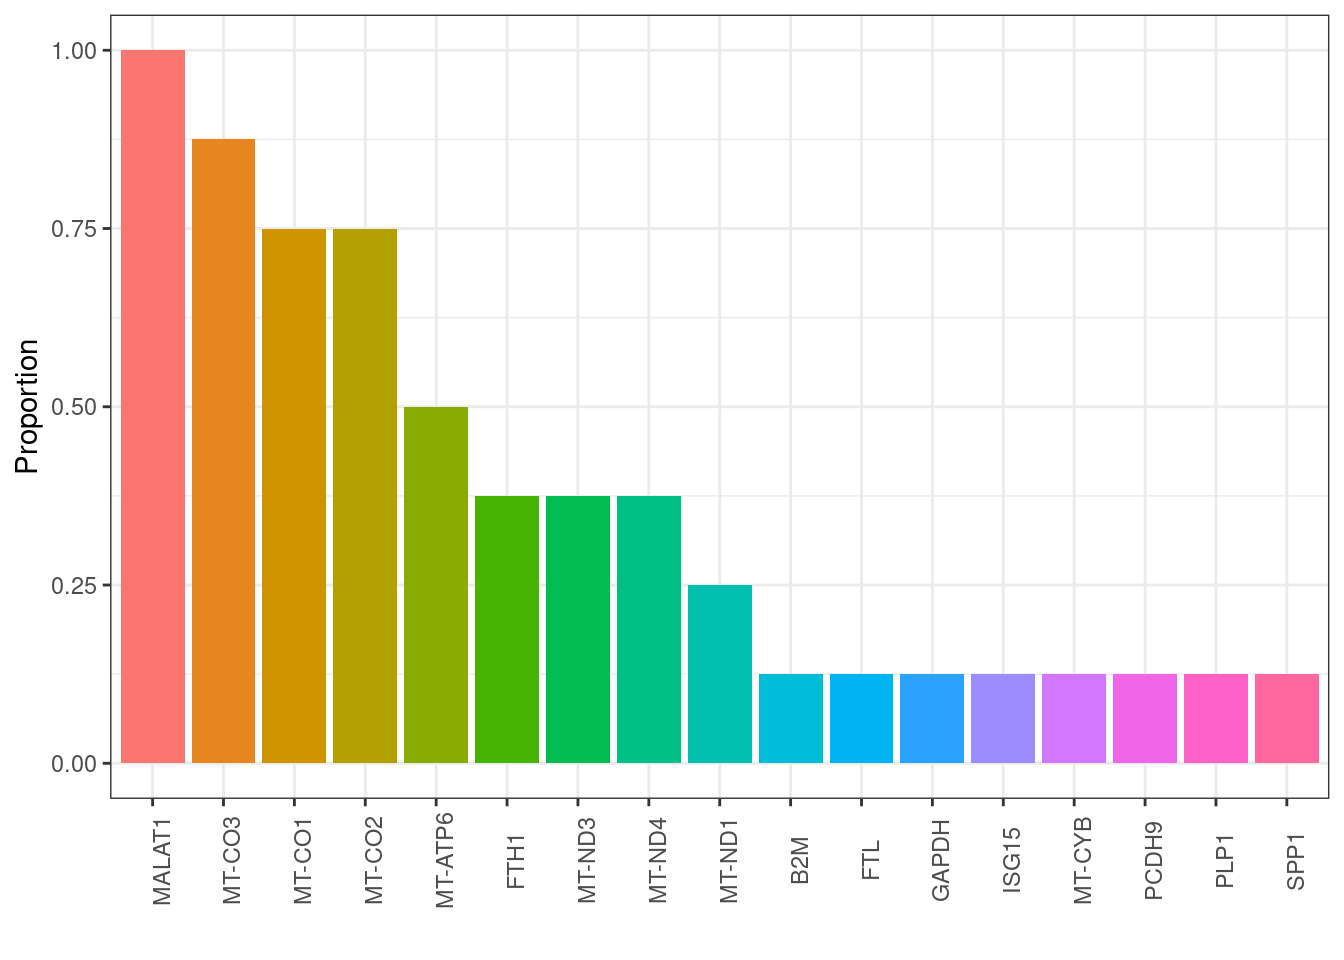 Proportion
1.00
0.75
0.50
0.25
0.00
MALAT1
MT-CO3
MT-CO1
MT-CO2
MT-ATP6
FTH1
MT-ND3
MT-ND4
MT-ND1
B2M
FTL
GAPDH
ISG15
MT-CYB
PCDH9
PLP1
SPP1